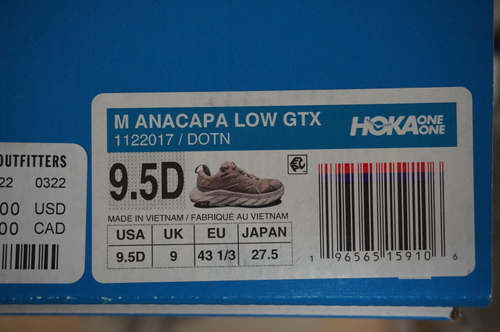 M ANACAPA LOW GTX
1122017 / DOTN
HOKA ONE ONE
9.5D
MADE IN VIETNAM / FABRIQUÉ AU VIETNAM
USA UK EU JAPAN
9.5D 9 43 1/3 27.5
1 96565 15910 6
OUTFITTERS
22 0322
00 USD
00 CAD